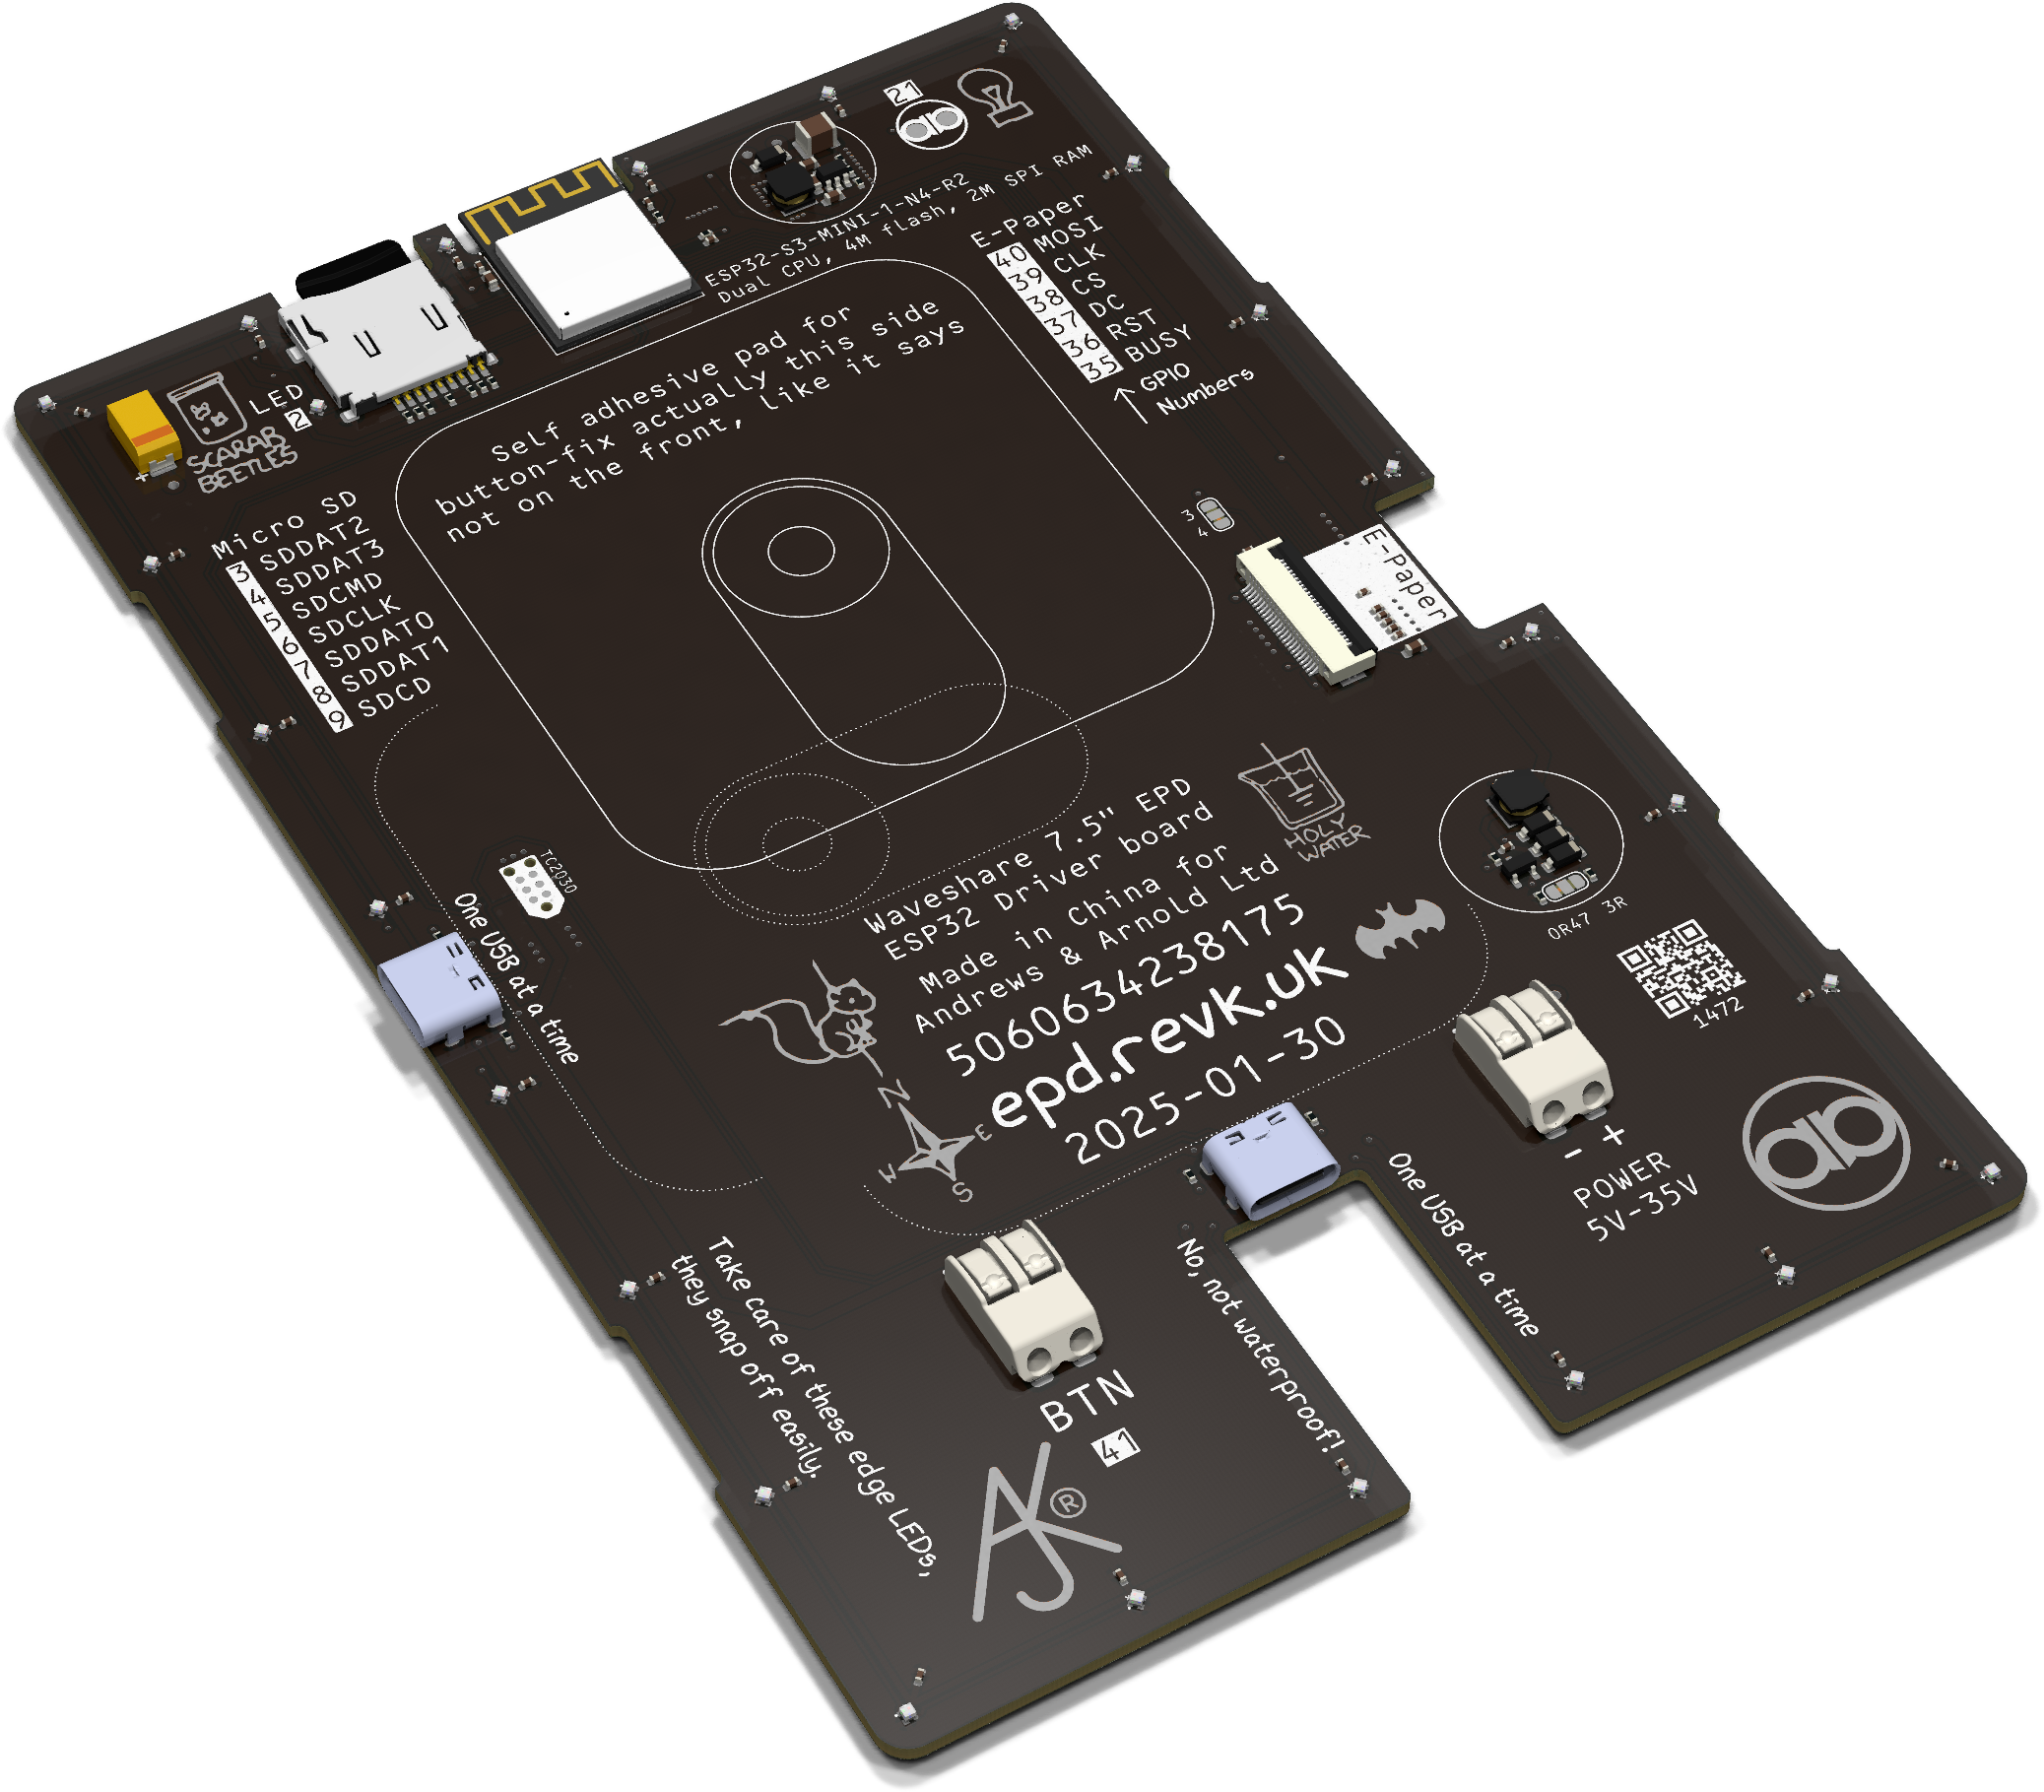 21
ESP32-S3-MINI-1-N4-R2
Dual CPU, 4M flash, 2M SPI RAM
E-Paper
40 MOSI
39 CLK
38 CS
37 DC
36 RST
35 BUSY
GPIO
Numbers
LED
2
SCARAB
BEETLES
+
Self adhesive pad for
button-fix actually this side
not on the front, like it says
Micro SD
3 SDDAT2
4 SDDAT3
5 SDCMD
6 SDCLK
7 SDDAT0
8 SDDAT1
9 SDCD
3
4
E-Paper
TC2030
One USB at a time
HOLY
WATER
Waveshare 7.5" EPD
ESP32 Driver board
Made in China for
Andrews & Arnold Ltd
5060634238175
epd.revk.uk
2025-01-30
N
E
S
W
0R47 3R
1472
- +
POWER
5V-35V
One USB at a time
No, not waterproof!
Take care of these edge LEDs,
they snap off easily.
BTN
41
AJK®